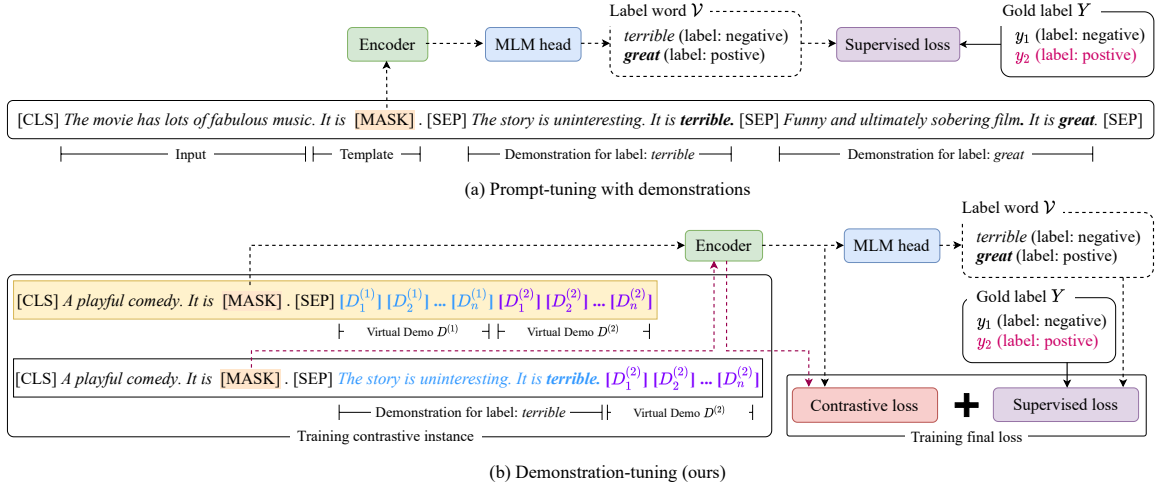 Label word 𝒱
Gold label Y
Encoder
MLM head
terrible (label: negative)
great (label: postive)
Supervised loss
y₁ (label: negative)
y₂ (label: postive)
[CLS] The movie has lots of fabulous music. It is [MASK] . [SEP] The story is uninteresting. It is terrible. [SEP] Funny and ultimately sobering film. It is great. [SEP]
Input
Template
Demonstration for label: terrible
Demonstration for label: great
(a) Prompt-tuning with demonstrations
Label word 𝒱
Encoder
MLM head
terrible (label: negative)
great (label: postive)
[CLS] A playful comedy. It is [MASK] . [SEP] [D₁⁽¹⁾] [D₂⁽¹⁾] ... [Dₙ⁽¹⁾] [D₁⁽²⁾] [D₂⁽²⁾] ... [Dₙ⁽²⁾]
Virtual Demo D⁽¹⁾
Virtual Demo D⁽²⁾
Gold label Y
y₁ (label: negative)
y₂ (label: postive)
[CLS] A playful comedy. It is [MASK] . [SEP] The story is uninteresting. It is terrible. [D₁⁽²⁾] [D₂⁽²⁾] ... [Dₙ⁽²⁾]
Demonstration for label: terrible
Virtual Demo D⁽²⁾
Contrastive loss
+
Supervised loss
Training contrastive instance
Training final loss
(b) Demonstration-tuning (ours)